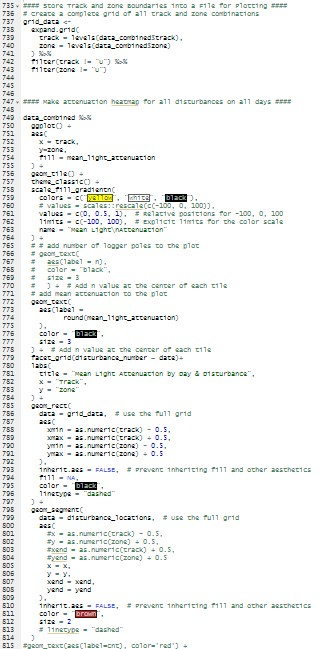 735 #### Store Track and Zone Boundaries into a File for Plotting ####
736 # Create a complete grid of all track and zone combinations
737 grid_data <-
738 expand.grid(
739 track = levels(data_combined$track),
740 zone = levels(data_combined$zone)
741 ) %>%
742 filter(track != "U") %>%
743 filter(zone != "U")
744
745
746
747 #### Make attenuation heatmap for all disturbances on all days ####
748
749 data_combined %>%
750 ggplot() +
751 aes(
752 x = track,
753 y=zone,
754 fill = mean_light_attenuation
755 ) +
756 geom_tile() +
757 theme_classic() +
758 scale_fill_gradientn(
759 colors = c("yellow", "white", "black"),
760 # values = scales::rescale(c(-100, 0, 100)),
761 values = c(0, 0.5, 1), # Relative positions for -100, 0, 100
762 limits = c(-100, 100), # Explicit limits for the color scale
763 name = "Mean Light\nAttenuation"
764 ) +
765 # # add number of logger poles to the plot
766 # geom_text(
767 # aes(label = n),
768 # color = "black",
769 # size = 3
770 # ) + # Add n value at the center of each tile
771 # add mean attenuation to the plot
772 geom_text(
773 aes(label =
774 round(mean_light_attenuation)
775 ),
776 color = "black",
777 size = 3
778 ) + # Add n value at the center of each tile
779 facet_grid(disturbance_number ~ date)+
780 labs(
781 title = "Mean Light Attenuation by Day & Disturbance",
782 x = "Track",
783 y = "Zone"
784 ) +
785 geom_rect(
786 data = grid_data, # Use the full grid
787 aes(
788 xmin = as.numeric(track) - 0.5,
789 xmax = as.numeric(track) + 0.5,
790 ymin = as.numeric(zone) - 0.5,
791 ymax = as.numeric(zone) + 0.5
792 ),
793 inherit.aes = FALSE, # Prevent inheriting fill and other aesthetics
794 fill = NA,
795 color = "black",
796 linetype = "dashed"
797 ) +
798 geom_segment(
799 data = disturbance_locations, # Use the full grid
800 aes(
801 #x = as.numeric(track) - 0.5,
802 #y = as.numeric(zone) + 0.5,
803 #xend = as.numeric(track) + 0.5,
804 #yend = as.numeric(zone) + 0.5
805 x = x,
806 y = y,
807 xend = xend,
808 yend = yend
809 ),
810 inherit.aes = FALSE, # Prevent inheriting fill and other aesthetics
811 color = "brown",
812 size = 2
813 # linetype = "dashed"
814 ) +
815 #geom_text(aes(label=cnt), color='red') +